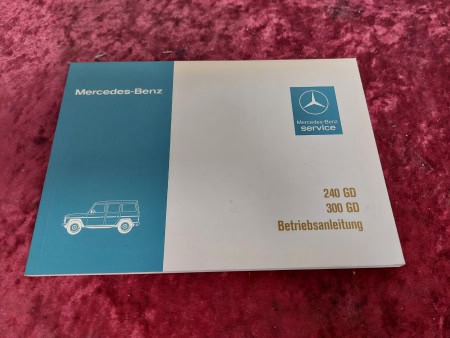 Mercedes-Benz
Mercedes-Benz
service
240 GD
300 GD
Betriebsanleitung